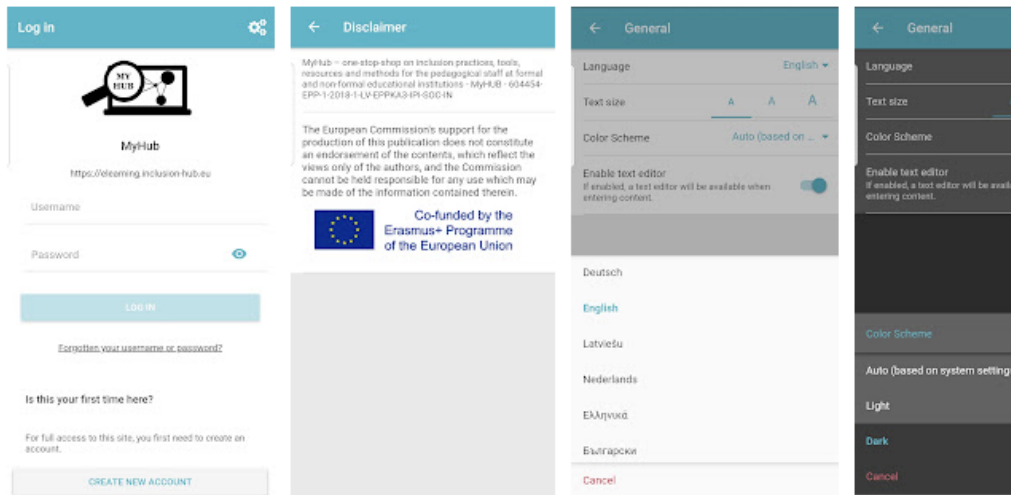 Log in
MY
HUB
MyHub
https://elearning.inclusion-hub.eu
Username
Password
LOG IN
Forgotten your username or password?
Is this your first time here?
For full access to this site, you first need to create an
account.
CREATE NEW ACCOUNT
Disclaimer
MyHub – one-stop-shop on inclusion practices, tools,
resources and methods for the pedagogical staff at formal
and non-formal educational institutions - MyHUB - 604454-
EPP-1-2018-1-LV-EPPKA3-IPI-SOC-IN
The European Commission's support for the
production of this publication does not constitute
an endorsement of the contents, which reflect the
views only of the authors, and the Commission
cannot be held responsible for any use which may
be made of the information contained therein.
Co-funded by the
Erasmus+ Programme
of the European Union
General
Language English
Text size A A A
Color Scheme Auto (based on ...
Enable text editor
If enabled, a text editor will be available when
entering content.
Deutsch
English
Latviešu
Nederlands
Ελληνικά
Български
Cancel
General
Language
Text size
Color Scheme
Enable text editor
If enabled, a text editor will be avail
entering content.
Color Scheme
Auto (based on system setting
Light
Dark
Cancel